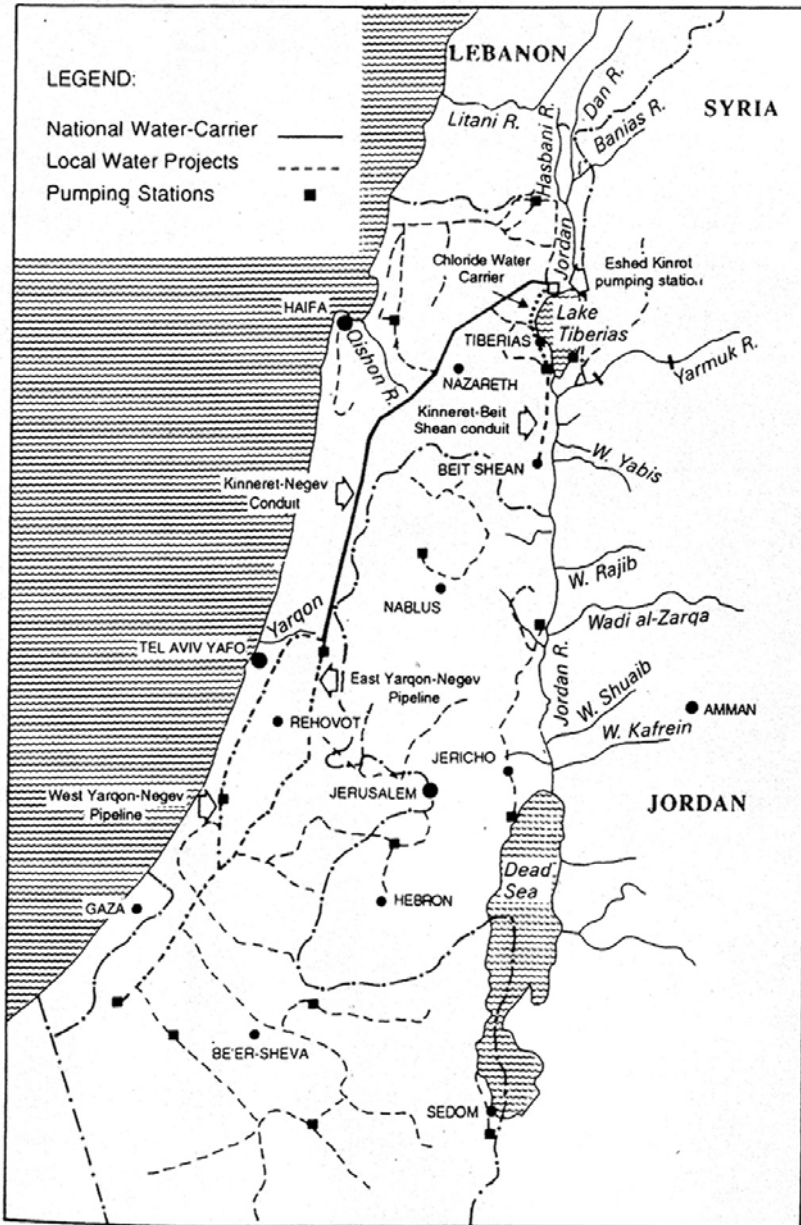 LEGEND:
National Water-Carrier
Local Water Projects
Pumping Stations
LEBANON
SYRIA
Litani R.
Hasbani R.
Dan R.
Banias R.
Jordan
Chloride Water
Carrier
Eshed Kinrot
pumping station
HAIFA
Qishon R.
TIBERIAS
Lake
Tiberias
NAZARETH
Yarmuk R.
Kinneret-Beit
Shean conduit
BEIT SHEAN
W. Yabis
Kinneret-Negev
Conduit
W. Rajib
NABLUS
Wadi al-Zarqa
Yarqon
TEL AVIV YAFO
East Yarqon-Negev
Pipeline
Jordan R.
W. Shuaib
AMMAN
REHOVOT
W. Kafrein
JERICHO
West Yarqon-Negev
Pipeline
JERUSALEM
JORDAN
Dead
Sea
HEBRON
GAZA
BE'ER-SHEVA
SEDOM